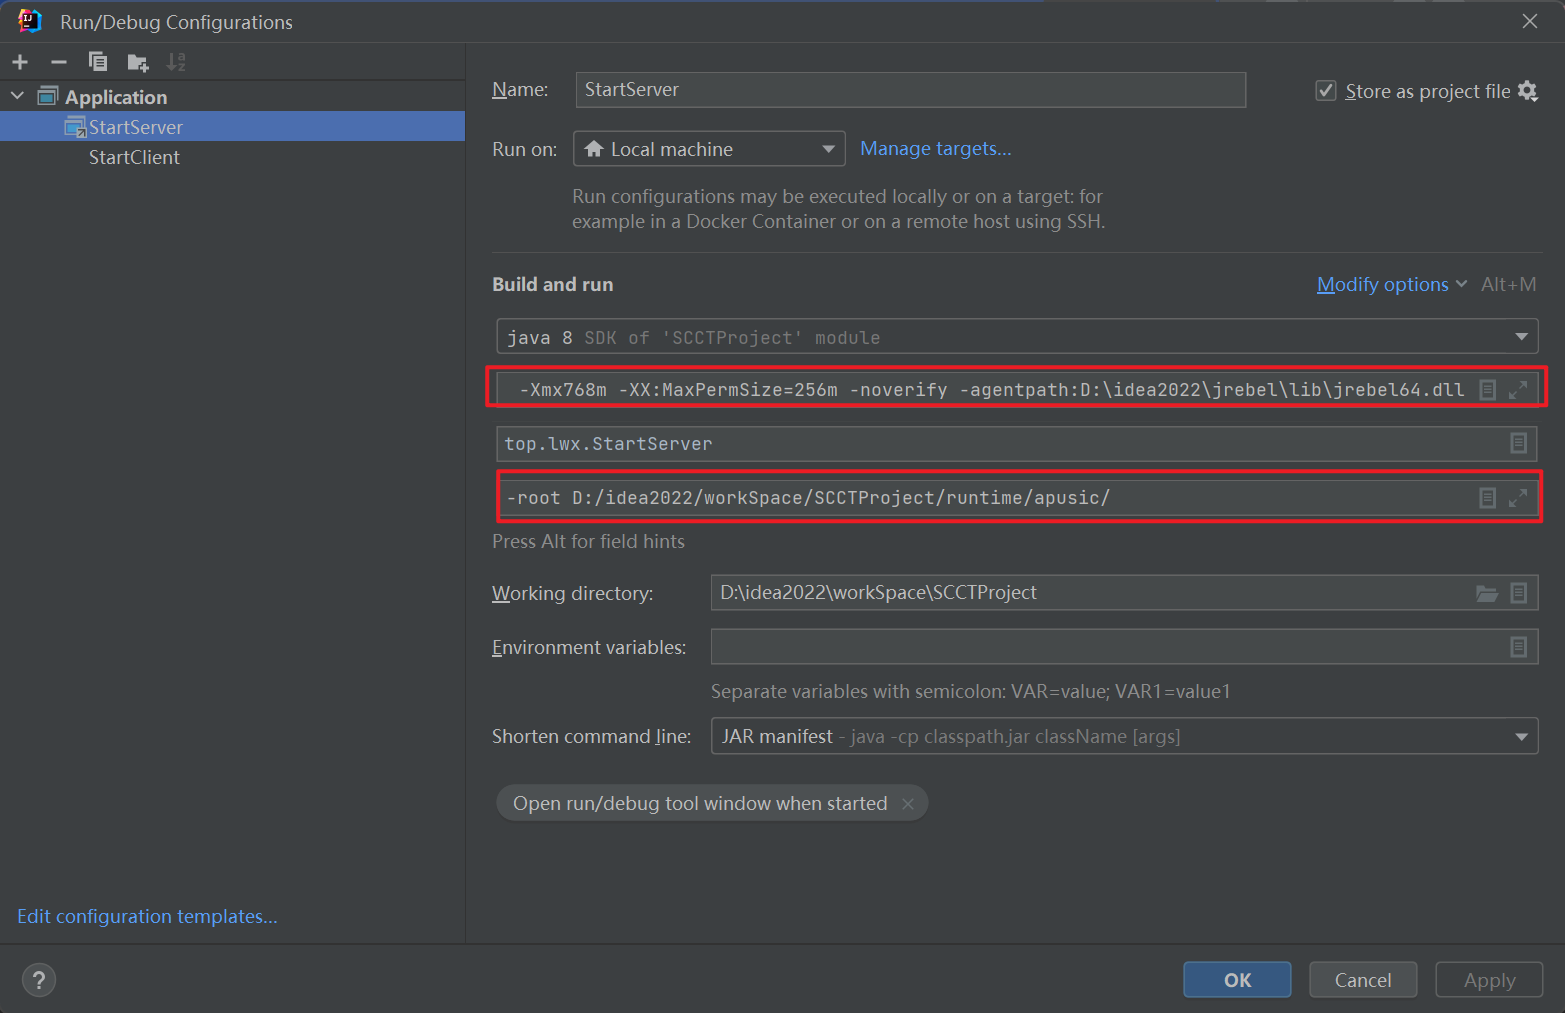 Run/Debug Configurations
Application
StartServer
StartClient
Edit configuration templates...
Name: StartServer Store as project file
Run on: Local machine Manage targets...
Run configurations may be executed locally or on a target: for
example in a Docker Container or on a remote host using SSH.
Build and run Modify options Alt+M
java 8 SDK of 'SCCTProject' module
-Xmx768m -XX:MaxPermSize=256m -noverify -agentpath:D:\idea2022\jrebel\lib\jrebel64.dll
top.lwx.StartServer
-root D:/idea2022/workSpace/SCCTProject/runtime/apusic/
Press Alt for field hints
Working directory: D:\idea2022\workSpace\SCCTProject
Environment variables:
Separate variables with semicolon: VAR=value; VAR1=value1
Shorten command line: JAR manifest - java -cp classpath.jar className [args]
Open run/debug tool window when started
? OK Cancel Apply